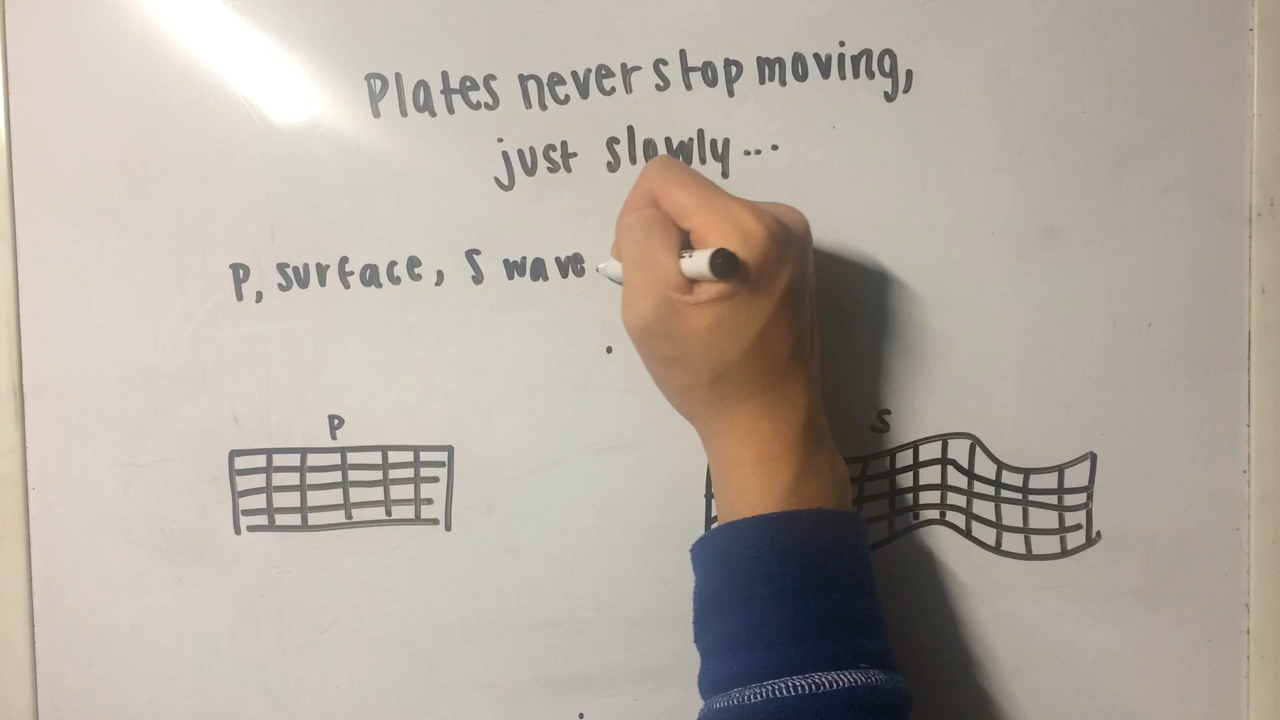 Plates never stop moving,
just slowly...
P, surface, S wave
P
S